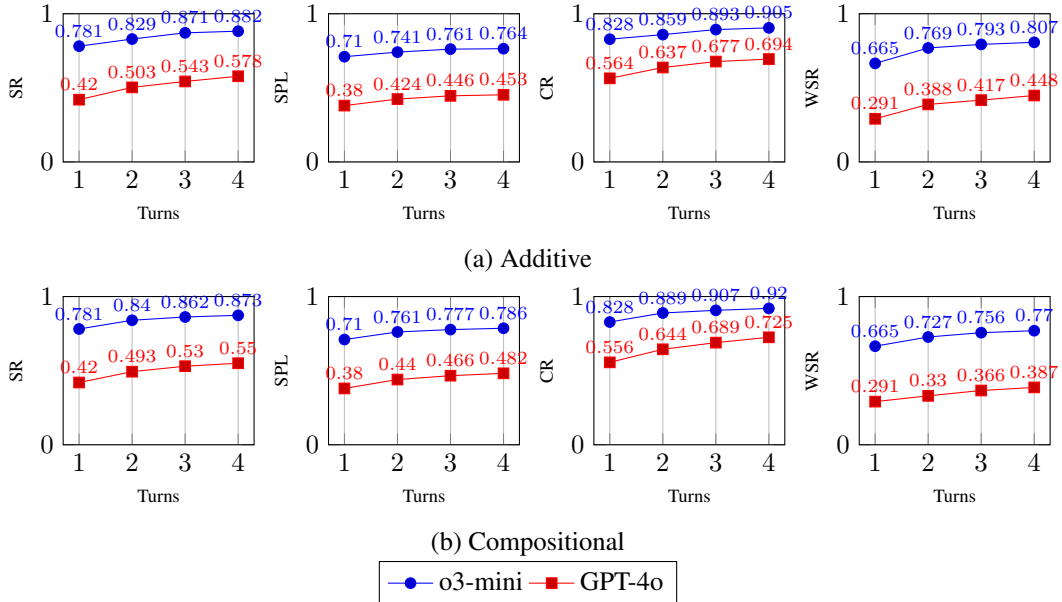 1 1 1 1
0.781 0.829 0.871 0.882 0.71 0.741 0.761 0.764 0.828 0.859 0.893 0.905 0.665 0.769 0.793 0.807
0.42 0.503 0.543 0.578 0.38 0.424 0.446 0.453 0.564 0.637 0.677 0.694 0.291 0.388 0.417 0.448
SR SPL CR WSR
0 0 0 0
1 2 3 4 1 2 3 4 1 2 3 4 1 2 3 4
Turns Turns Turns Turns
(a) Additive
1 1 1 1
0.781 0.84 0.862 0.873 0.71 0.761 0.777 0.786 0.828 0.889 0.907 0.92 0.665 0.727 0.756 0.77
0.42 0.493 0.53 0.55 0.38 0.44 0.466 0.482 0.556 0.644 0.689 0.725 0.291 0.33 0.366 0.387
SR SPL CR WSR
0 0 0 0
1 2 3 4 1 2 3 4 1 2 3 4 1 2 3 4
Turns Turns Turns Turns
(b) Compositional
o3-mini GPT-4o